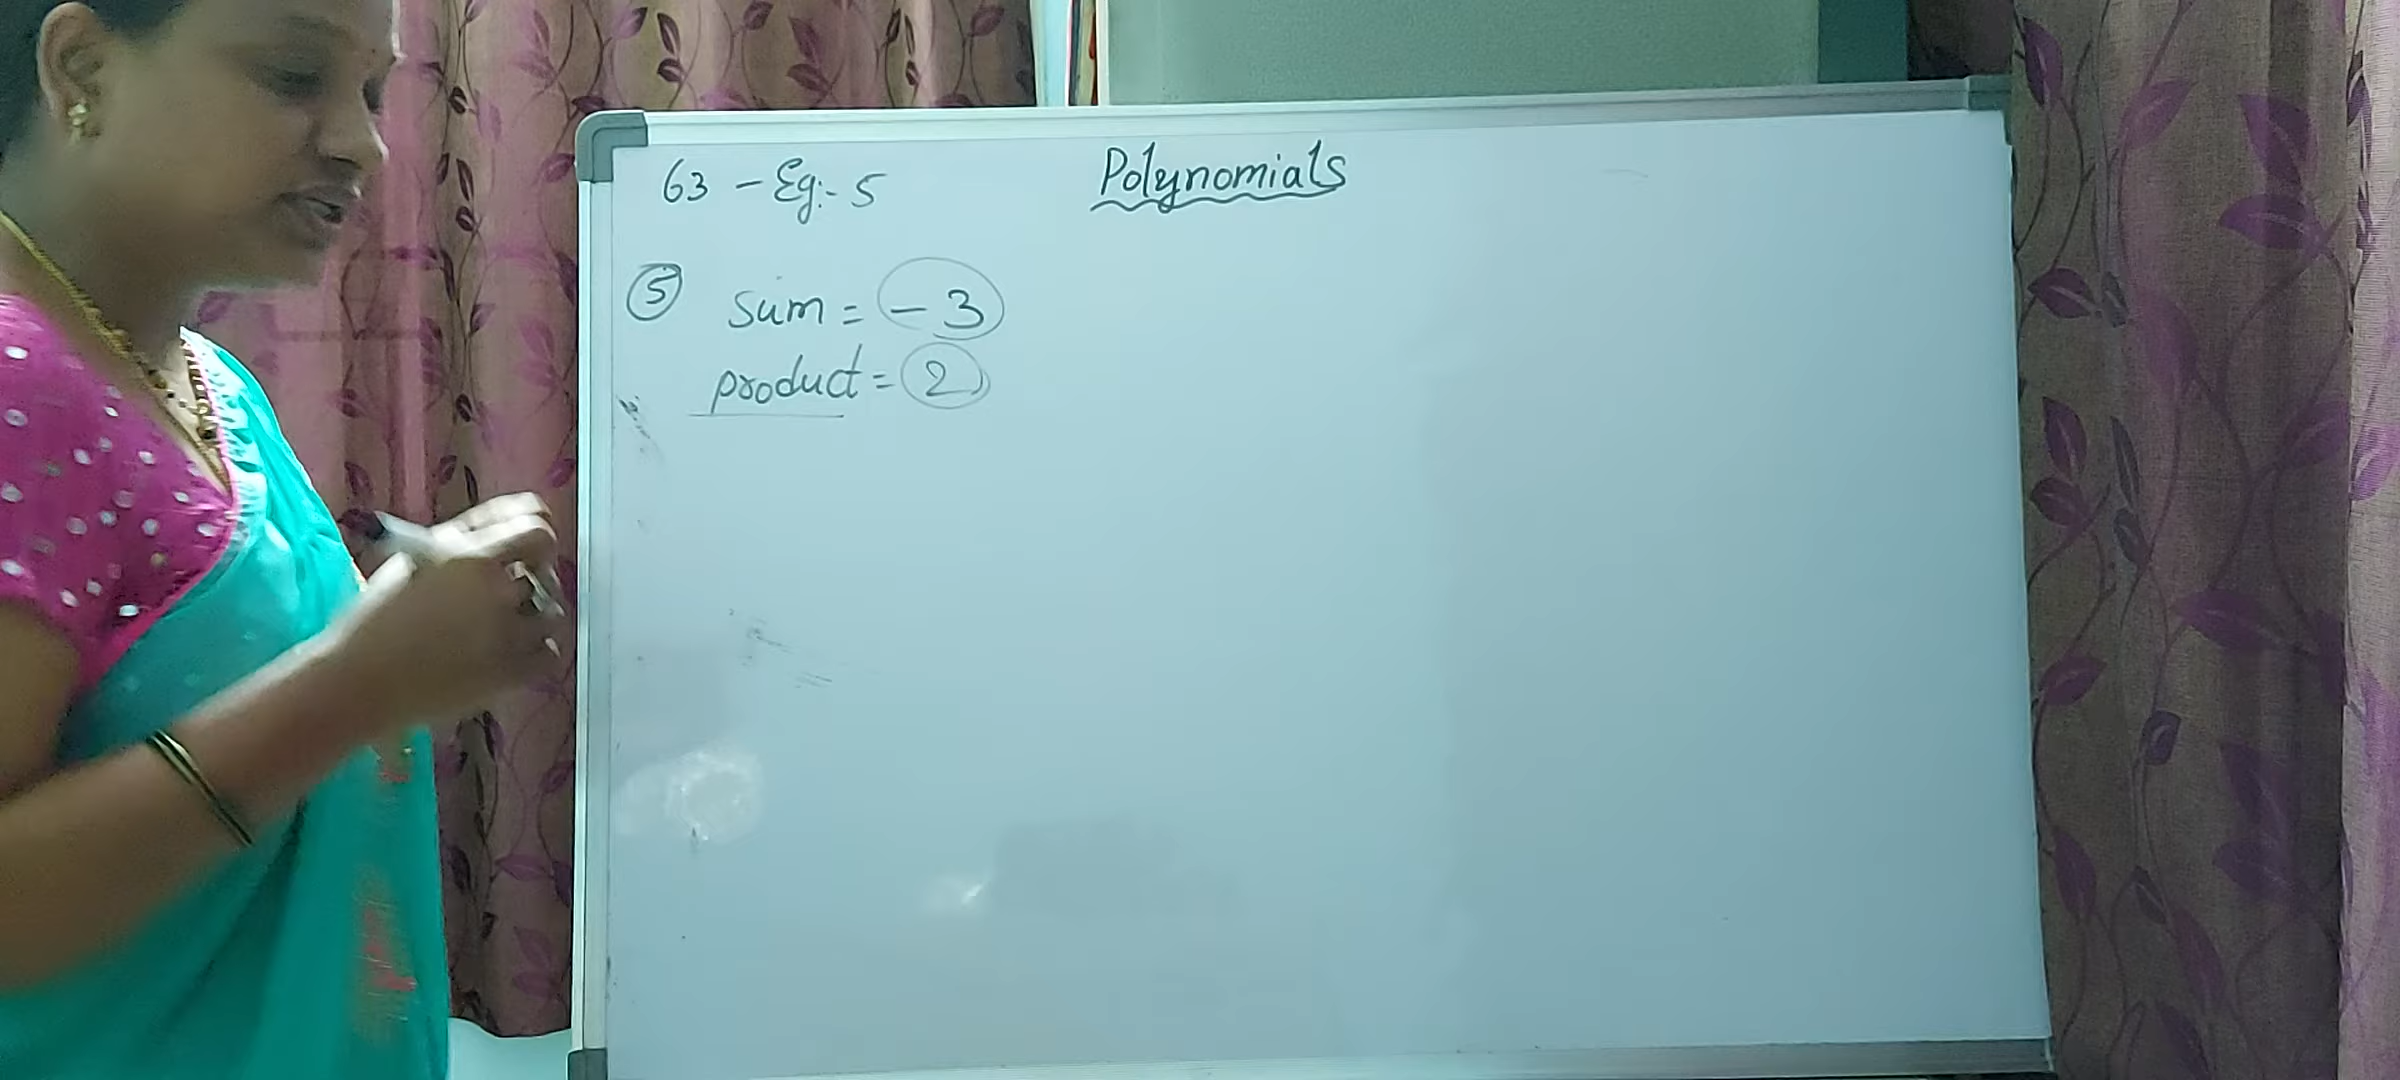 63 - Eg:- 5
Polynomials
5 sum = - 3
product = 2